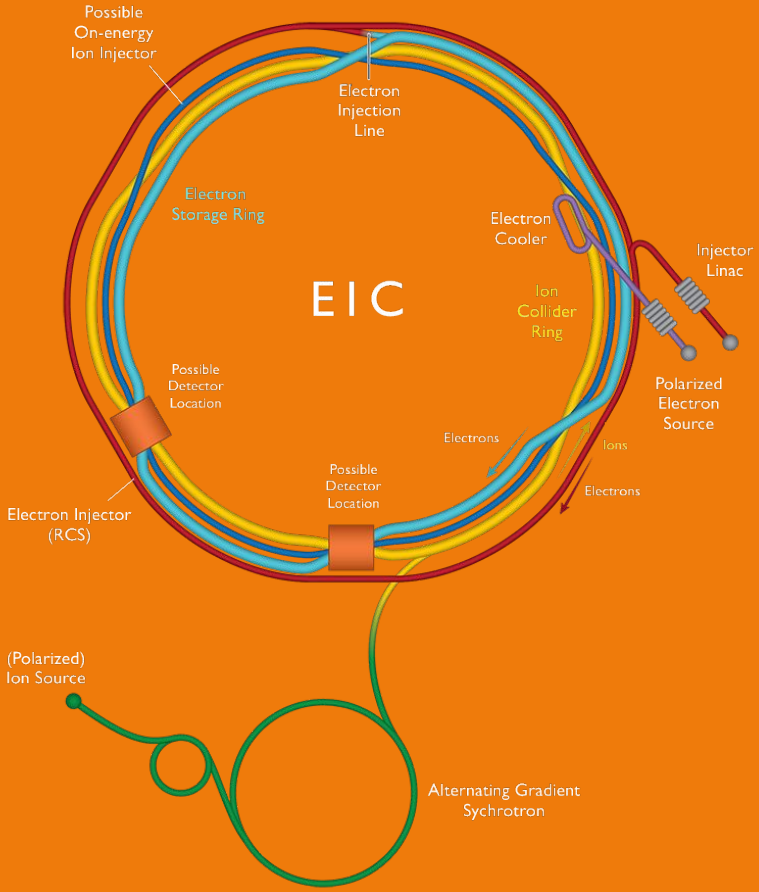 Possible
On-energy
Ion Injector
Electron
Injection
Line
Electron
Storage Ring
Electron
Cooler
Injector
Linac
EIC
Ion
Collider
Ring
Possible
Detector
Location
Polarized
Electron
Source
Electrons
Ions
Possible
Detector
Location
Electrons
Electron Injector
(RCS)
(Polarized)
Ion Source
Alternating Gradient
Sychrotron